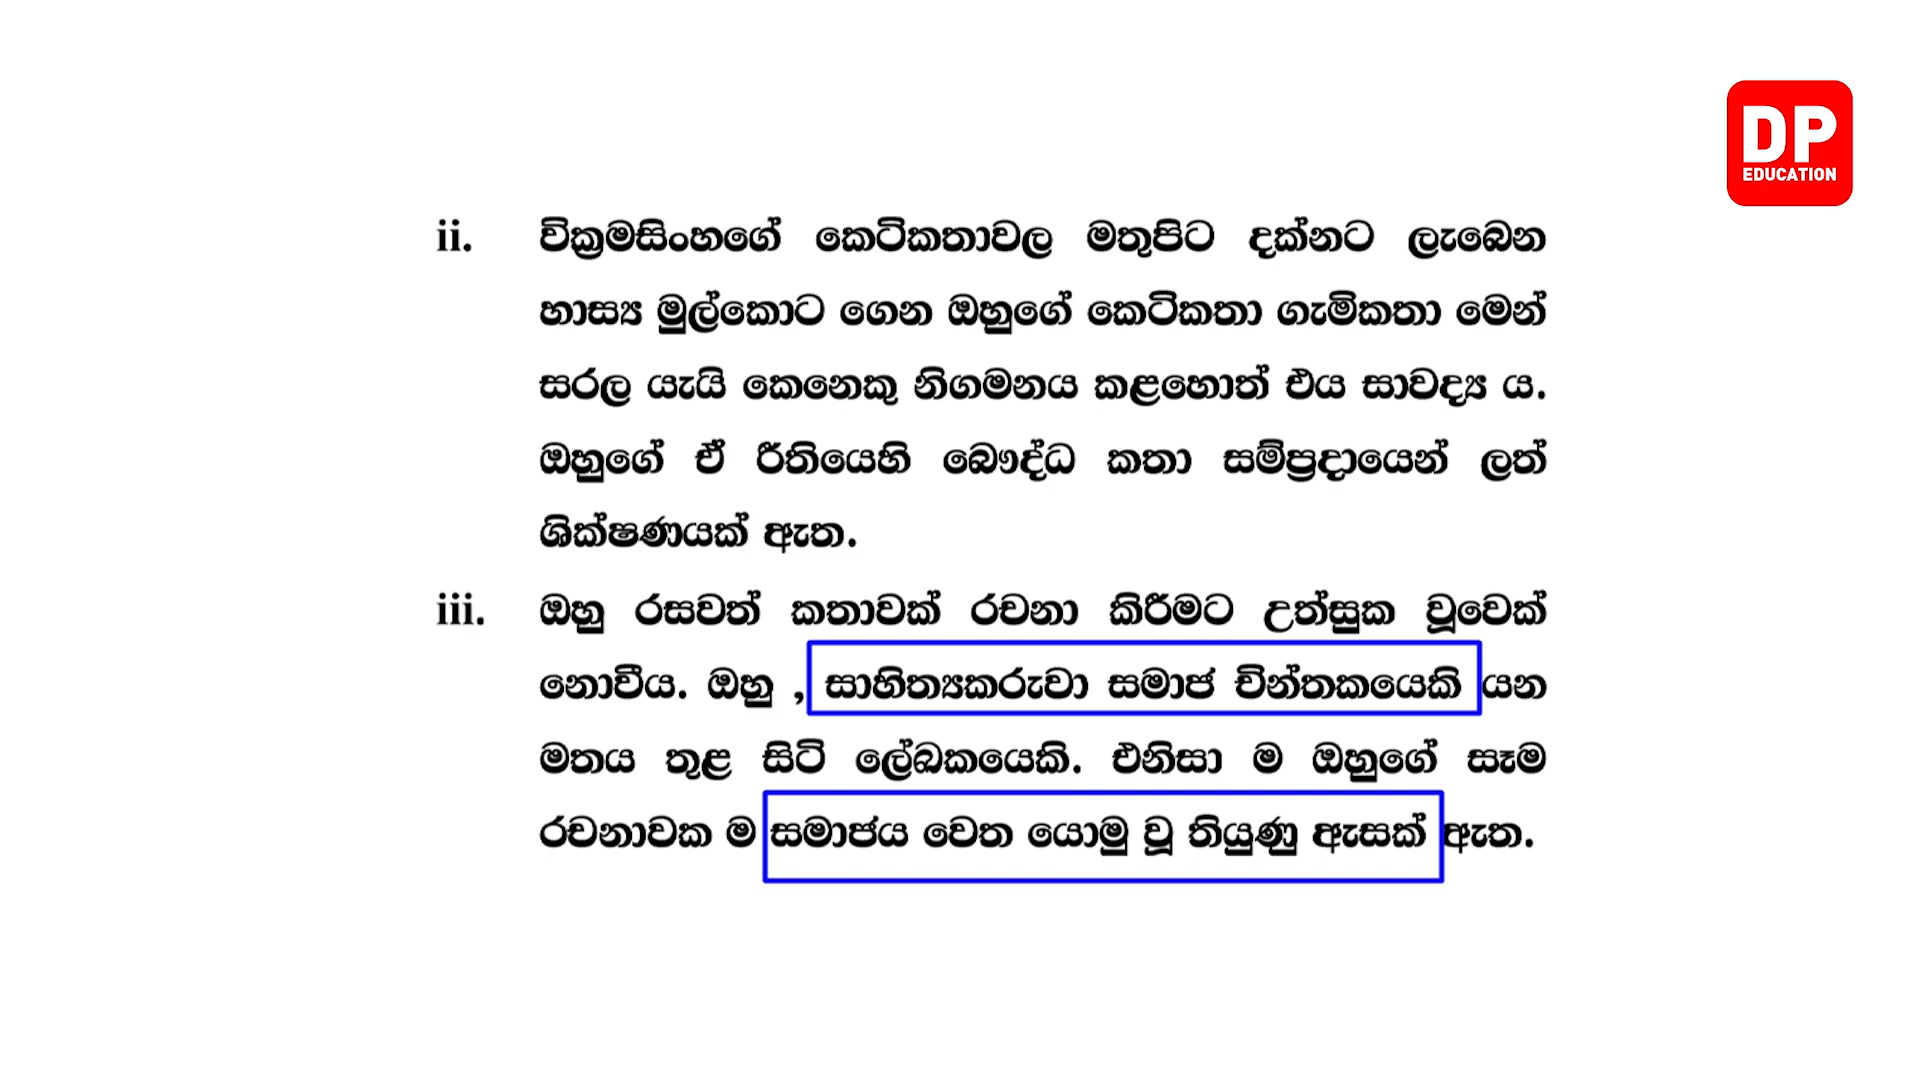 DP
EDUCATION
ii. වික්‍රමසිංහගේ කෙටිකතාවල මතුපිට දක්නට ලැබෙන
හාස්‍ය මුල්කොට ගෙන ඔහුගේ කෙටිකතා ගැමිකතා මෙන්
සරල යැයි කෙනෙකු නිගමනය කළහොත් එය සාවද්‍ය ය.
ඔහුගේ ඒ රීතියෙහි බෞද්ධ කතා සම්ප්‍රදායෙන් ලත්
ශික්ෂණයක් ඇත.
iii. ඔහු රසවත් කතාවක් රචනා කිරීමට උත්සුක වූවෙක්
නොවීය. ඔහු , සාහිත්‍යකරුවා සමාජ චින්තකයෙකි යන
මතය තුළ සිටි ලේඛකයෙකි. එනිසා ම ඔහුගේ සෑම
රචනාවක ම සමාජය වෙත යොමු වූ තියුණු ඇසක් ඇත.